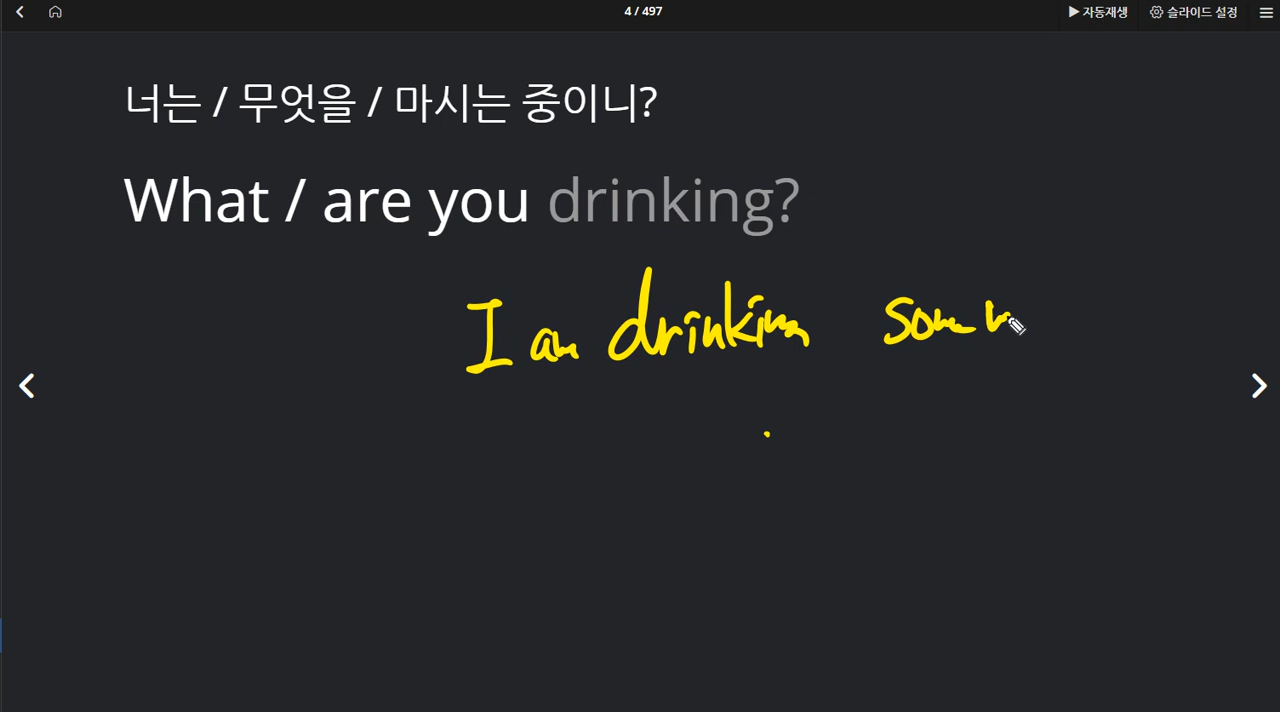 4 / 497
▶ 자동재생
슬라이드 설정
너는 / 무엇을 / 마시는 중이니?
What / are you drinking?
I am drinkin